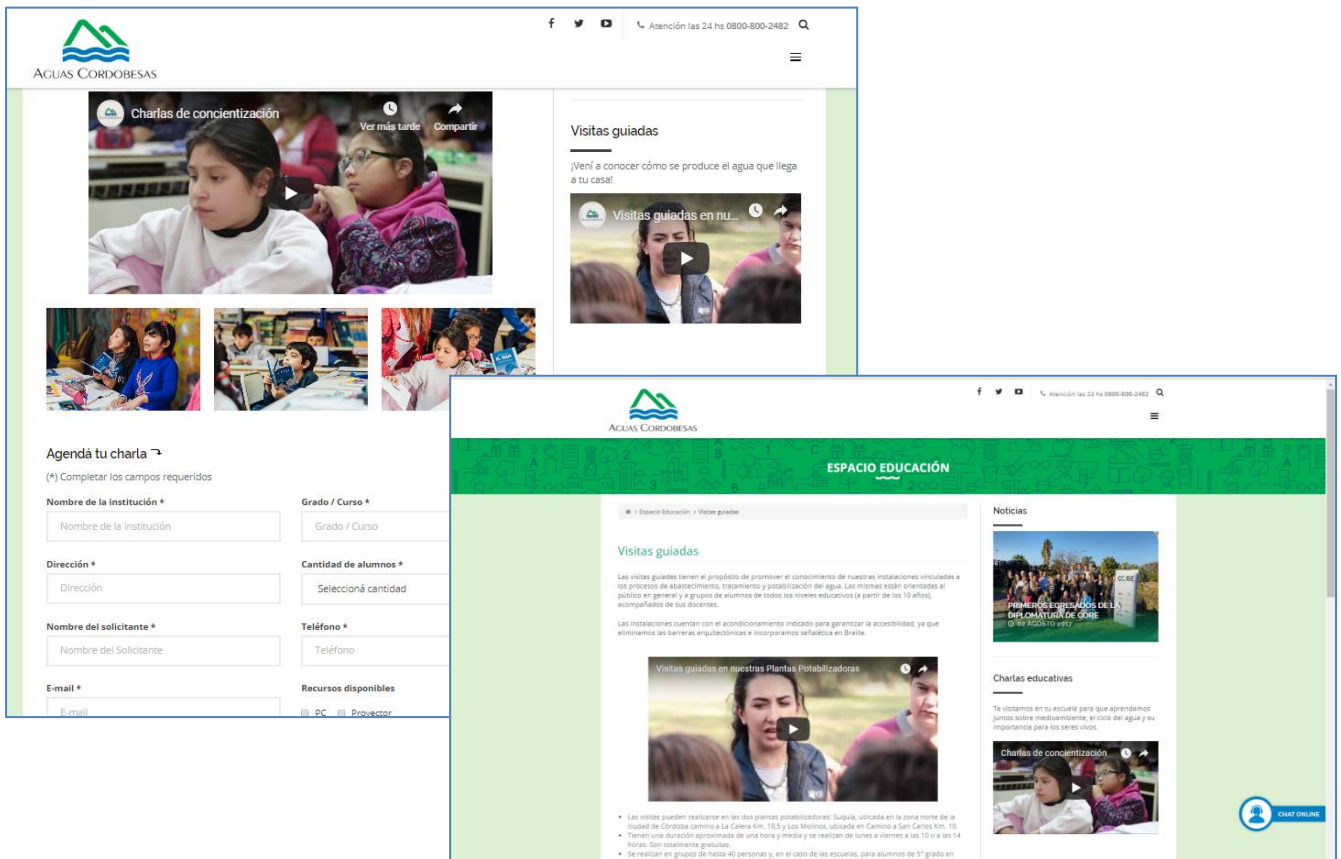 Atención las 24 hs 0800-800-2482
AGUAS CORDOBESAS
Charlas de concientización
Ver más tarde
Compartir
Visitas guiadas
¡Vení a conocer cómo se produce el agua que llega
a tu casa!
Visitas guiadas en nu...
Agendá tu charla
(*) Completar los campos requeridos
Nombre de la institución *
Grado / Curso *
Nombre de la institución
Grado / Curso
Dirección *
Cantidad de alumnos *
Dirección
Seleccioná cantidad
Nombre del solicitante *
Teléfono *
Nombre del Solicitante
Teléfono
E-mail *
Recursos disponibles
E-mail
PC
Proyector
Atención las 24 hs 0800-800-2482
AGUAS CORDOBESAS
ESPACIO EDUCACIÓN
> Espacio Educación > Visitas guiadas
Visitas guiadas
Las visitas guiadas tienen el propósito de promover el conocimiento de nuestras instalaciones vinculadas a
los procesos de abastecimiento, tratamiento y potabilización del agua. Las mismas están orientadas al
público en general y a grupos de alumnos de todos los niveles educativos (a partir de los 10 años),
acompañados de sus docentes.
Las instalaciones cuentan con el acondicionamiento indicado para garantizar la accesibilidad, ya que
eliminamos las barreras arquitectónicas e incorporamos señalética en Braille.
Visitas guiadas en nuestras Plantas Potabilizadoras
• Las visitas pueden realizarse en las dos plantas potabilizadoras: Suquía, ubicada en la zona norte de la
ciudad de Córdoba camino a La Calera Km. 10,5 y Los Molinos, ubicada en Camino a San Carlos Km. 10.
• Tienen una duración aproximada de una hora y media y se realizan de lunes a viernes a las 10 o a las 14
horas. Son totalmente gratuitas.
• Se realizan en grupos de hasta 40 personas y, en el caso de las escuelas, para alumnos de 5° grado en
Noticias
PRIMEROS EGRESADOS DE LA
DIPLOMATURA DE CORE
02 AGOSTO 2017
Charlas educativas
Te visitamos en tu escuela para que aprendamos
juntos sobre medioambiente, el ciclo del agua y su
importancia para los seres vivos.
Charlas de concientización
CHAT ONLINE